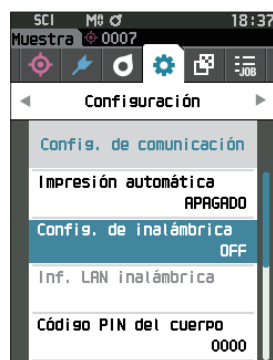 SCI M0 18:37
Muestra 0007
JOB
Configuración
Config. de comunicación
Impresión automática
APAGADO
Config. de inalámbrica
OFF
Inf. LAN inalámbrica
Código PIN del cuerpo
0000